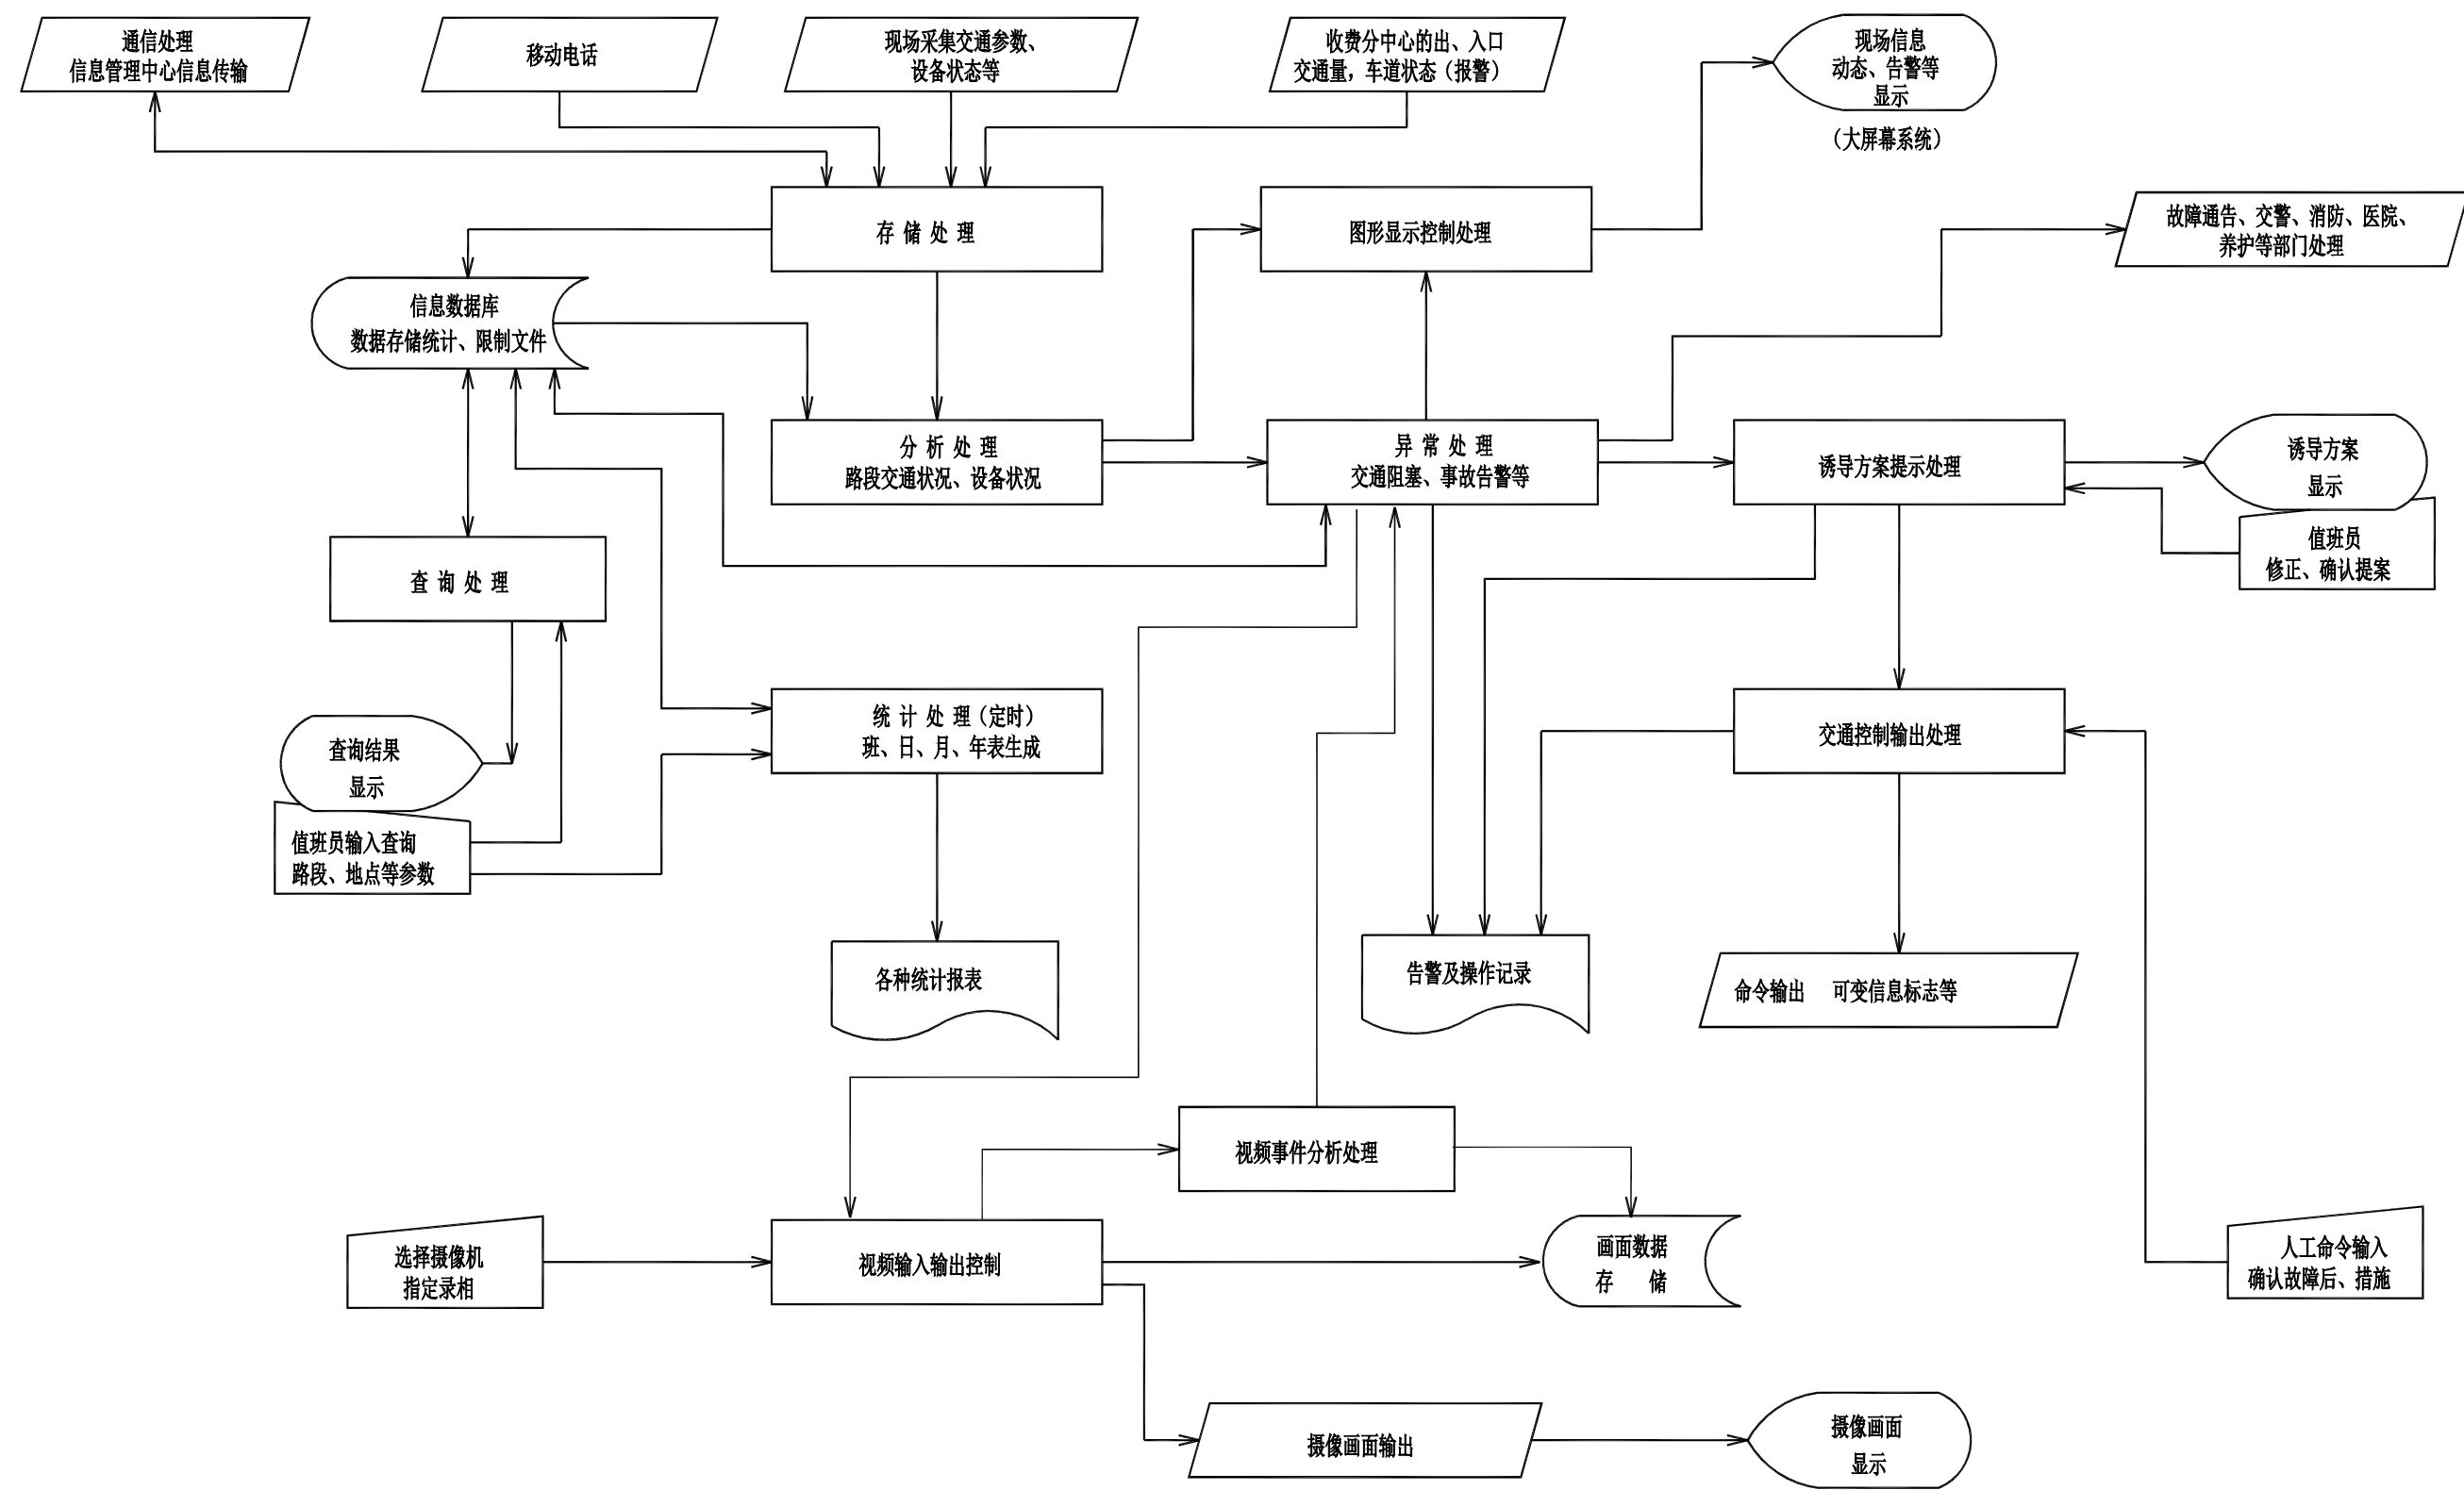 通信处理
信息管理中心信息传输
移动电话
现场采集交通参数、
设备状态等
收费分中心的出、入口
交通量，车道状态（报警）
现场信息
动态、告警等
显示
（大屏幕系统）
存 储 处 理
图形显示控制处理
故障通告、交警、消防、医院、
养护等部门处理
信息数据库
数据存储统计、限制文件
分 析 处 理
路段交通状况、设备状况
异 常 处 理
交通阻塞、事故告警等
诱导方案提示处理
诱导方案
显示
值班员
修正、确认提案
查 询 处 理
统 计 处 理（定时）
班、日、月、年表生成
交通控制输出处理
查询结果
显示
值班员输入查询
路段、地点等参数
各种统计报表
告警及操作记录
命令输出 可变信息标志等
视频事件分析处理
选择摄像机
指定录相
视频输入输出控制
画面数据
存 储
人工命令输入
确认故障后、措施
摄像画面输出
摄像画面
显示